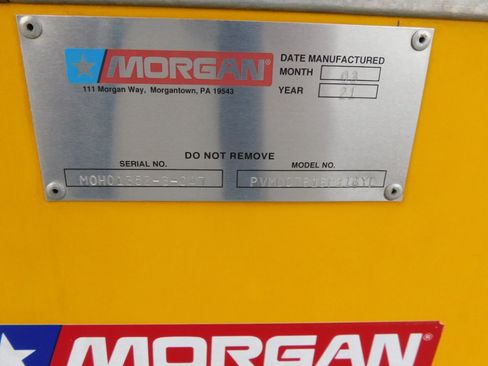 MORGAN®
111 Morgan Way, Morgantown, PA 19543
DATE MANUFACTURED
MONTH 03
YEAR 21
DO NOT REMOVE
SERIAL NO.
MODEL NO.
MORGAN®